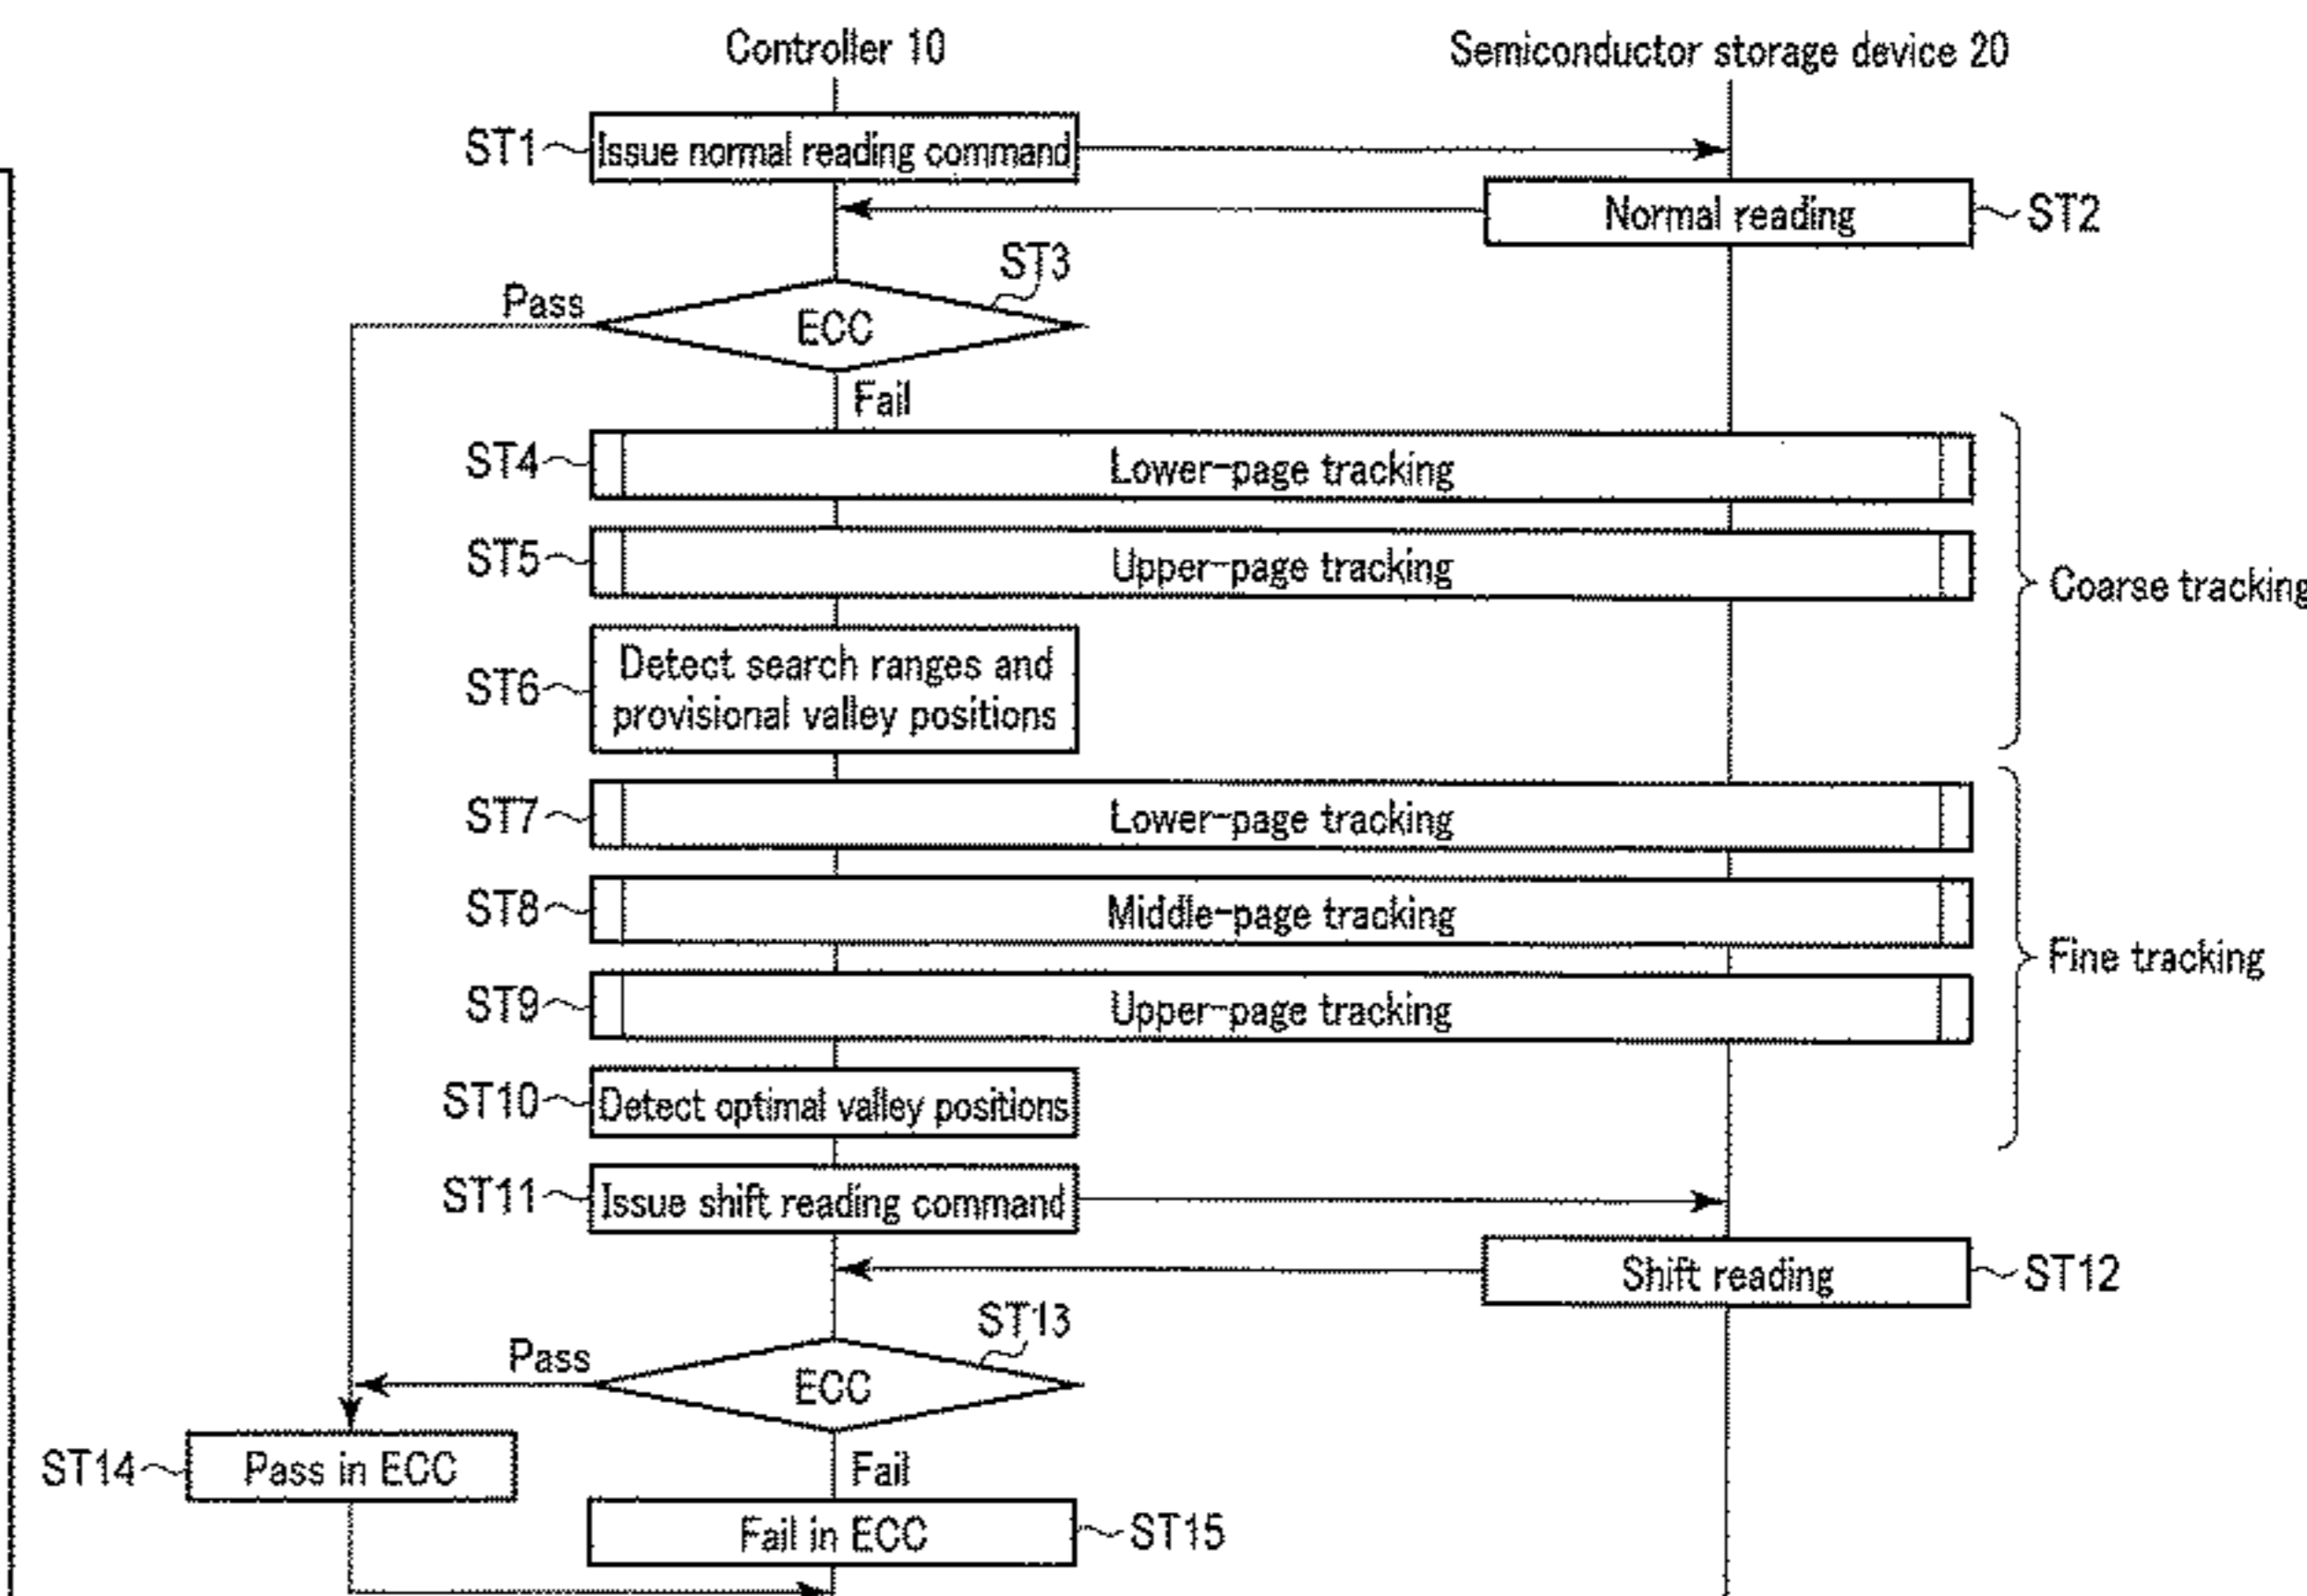 Controller 10
Semiconductor storage device 20
ST1
Issue normal reading command
Normal reading
ST2
ST3
Pass
ECC
Fail
ST4
Lower-page tracking
ST5
Upper-page tracking
Coarse tracking
ST6
Detect search ranges and
provisional valley positions
ST7
Lower-page tracking
ST8
Middle-page tracking
Fine tracking
ST9
Upper-page tracking
ST10
Detect optimal valley positions
ST11
Issue shift reading command
Shift reading
ST12
ST13
Pass
ECC
ST14
Pass in ECC
Fail
Fail in ECC
ST15